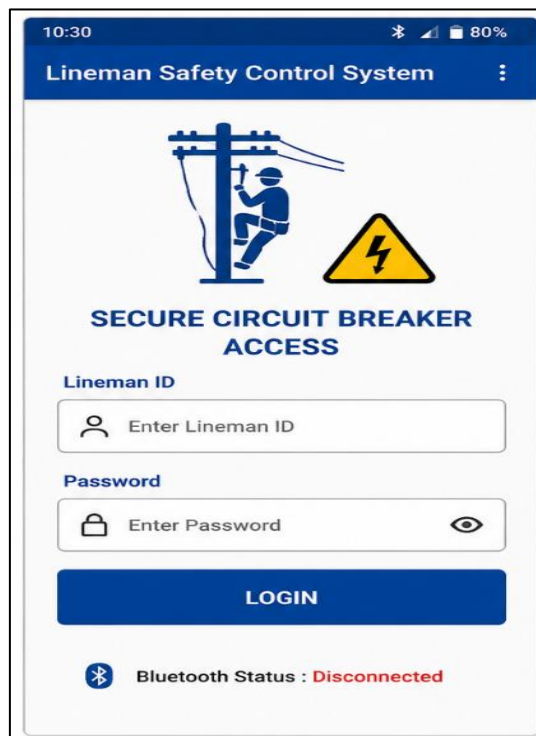 10:30 80%
Lineman Safety Control System
SECURE CIRCUIT BREAKER
ACCESS
Lineman ID
Enter Lineman ID
Password
Enter Password
LOGIN
Bluetooth Status : Disconnected